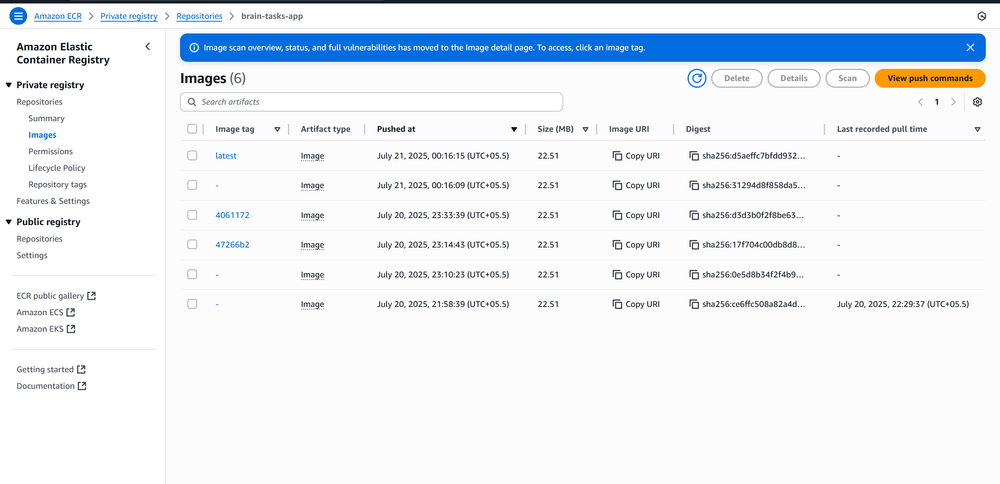 Amazon ECR > Private registry > Repositories > brain-tasks-app
Amazon Elastic
Container Registry
Private registry
Repositories
Summary
Images
Permissions
Lifecycle Policy
Repository tags
Features & Settings
Public registry
Repositories
Settings
ECR public gallery
Amazon ECS
Amazon EKS
Getting started
Documentation
Image scan overview, status, and full vulnerabilities has moved to the Image detail page. To access, click an image tag.
Images (6)
Delete Details Scan View push commands
Search artifacts
1
Image tag Artifact type Pushed at Size (MB) Image URI Digest Last recorded pull time
latest Image July 21, 2025, 00:16:15 (UTC+05.5) 22.51 Copy URI sha256:d5aeffc7bfdd932... -
- Image July 21, 2025, 00:16:09 (UTC+05.5) 22.51 Copy URI sha256:31294d8f858da5... -
4061172 Image July 20, 2025, 23:33:39 (UTC+05.5) 22.51 Copy URI sha256:d3d3b0f2f8be63... -
47266b2 Image July 20, 2025, 23:14:43 (UTC+05.5) 22.51 Copy URI sha256:17f704c00db8d8... -
- Image July 20, 2025, 23:10:23 (UTC+05.5) 22.51 Copy URI sha256:0e5d8b34f2f4b9... -
- Image July 20, 2025, 21:58:39 (UTC+05.5) 22.51 Copy URI sha256:ce6ffc508a82a4d... July 20, 2025, 22:29:37 (UTC+05.5)